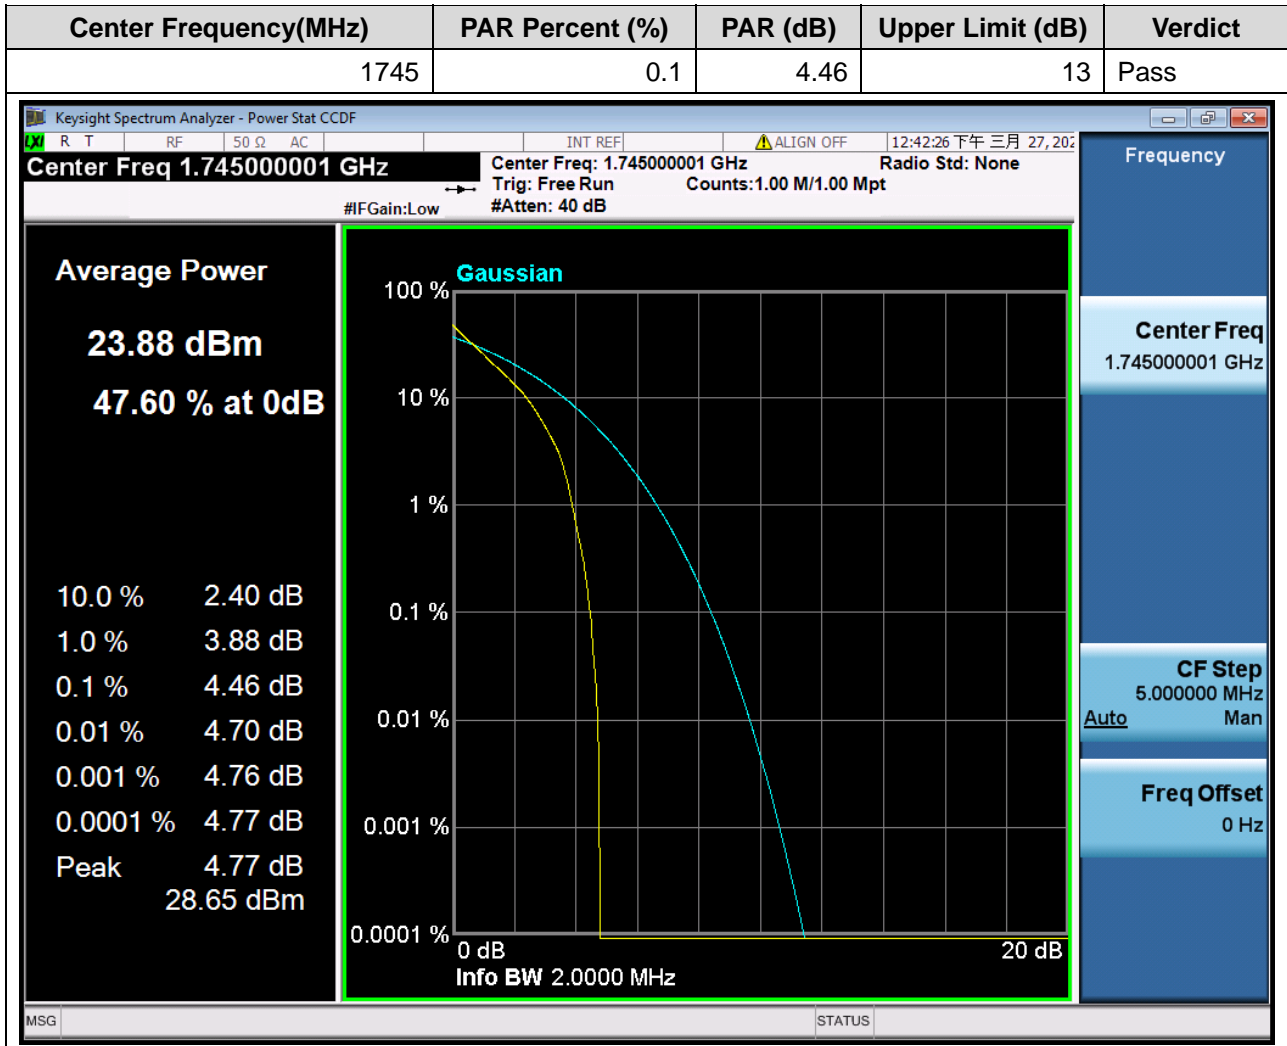 Center Frequency(MHz) PAR Percent (%) PAR (dB) Upper Limit (dB) Verdict
1745 0.1 4.46 13 Pass
Keysight Spectrum Analyzer - Power Stat CCDF
LXI R T RF 50 Ω AC INT REF ALIGN OFF 12:42:26 下午 三月 27, 202
Center Freq 1.745000001 GHz
Center Freq: 1.745000001 GHz Radio Std: None
Trig: Free Run Counts:1.00 M/1.00 Mpt
#IFGain:Low #Atten: 40 dB
Average Power
23.88 dBm
47.60 % at 0dB
10.0 % 2.40 dB
1.0 % 3.88 dB
0.1 % 4.46 dB
0.01 % 4.70 dB
0.001 % 4.76 dB
0.0001 % 4.77 dB
Peak 4.77 dB
28.65 dBm
Gaussian
100 %
10 %
1 %
0.1 %
0.01 %
0.001 %
0.0001 %
0 dB 20 dB
Info BW 2.0000 MHz
Frequency
Center Freq
1.745000001 GHz
CF Step
5.000000 MHz
Auto Man
Freq Offset
0 Hz
MSG STATUS